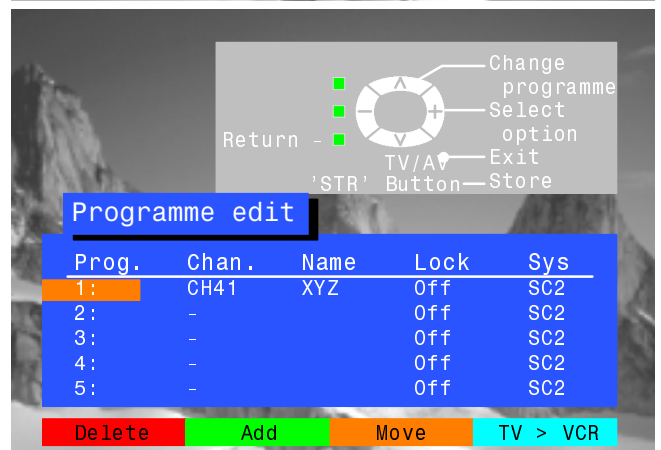 Change
programme
Select
option
Return –
TV/AV
Exit
'STR' Button
Store
Programme edit
Prog. Chan. Name Lock Sys
1: CH41 XYZ Off SC2
2: – Off SC2
3: – Off SC2
4: – Off SC2
5: – Off SC2
Delete Add Move TV > VCR